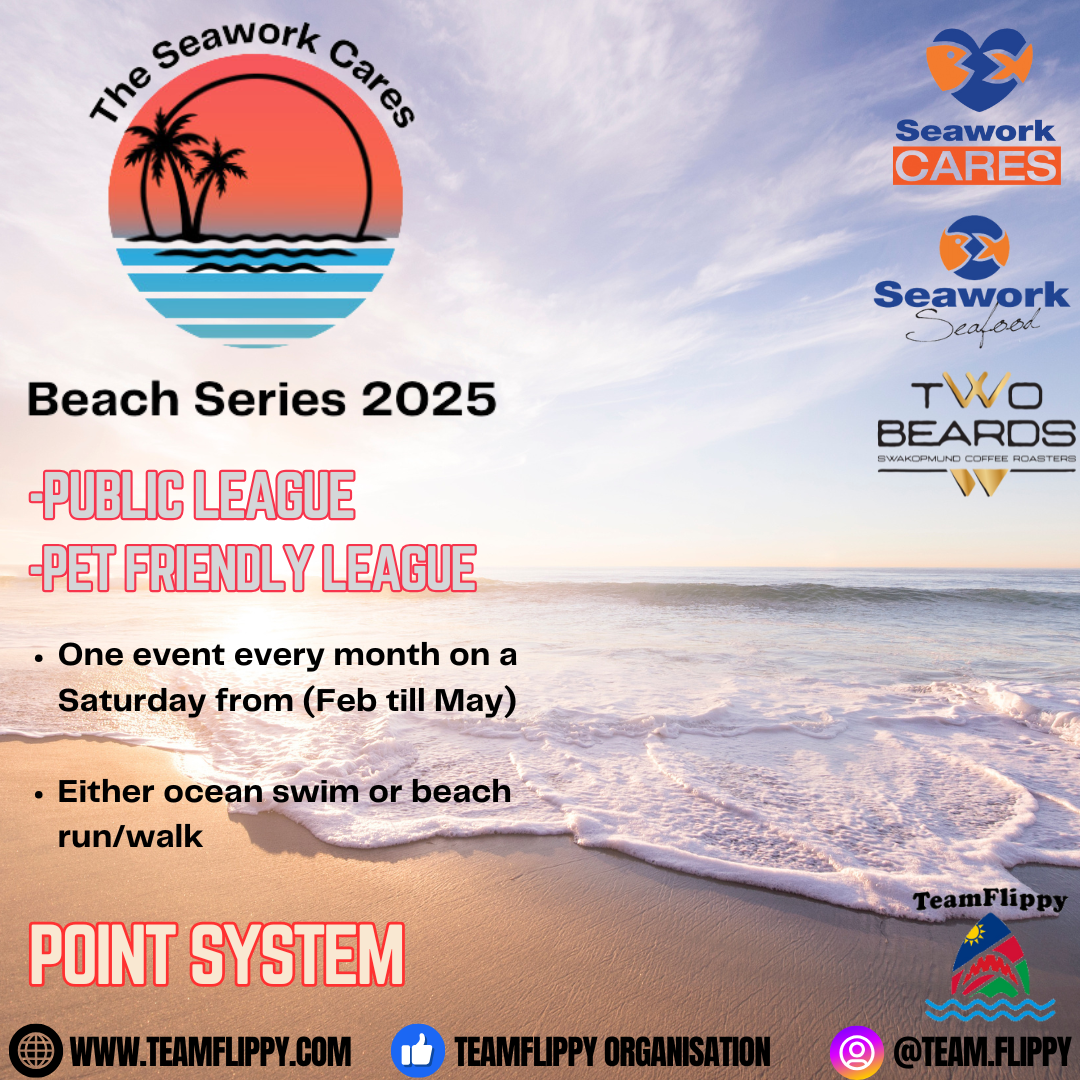 The Seawork Cares
Beach Series 2025
-PUBLIC LEAGUE
-PET FRIENDLY LEAGUE
• One event every month on a
Saturday from (Feb till May)
• Either ocean swim or beach
run/walk
POINT SYSTEM
Seawork
CARES
Seawork
Seafood
TWO
BEARDS
SWAKOPMUND COFFEE ROASTERS
TeamFlippy
WWW.TEAMFLIPPY.COM
TEAMFLIPPY ORGANISATION
@TEAM.FLIPPY